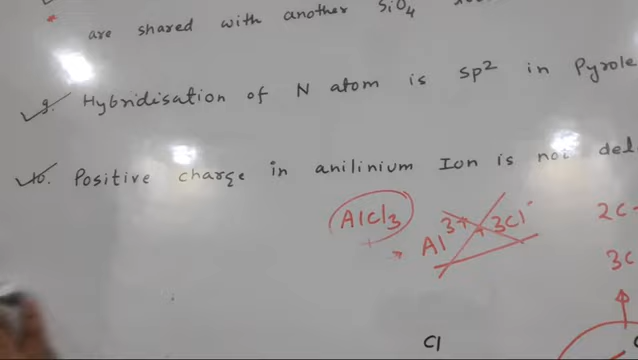 are shared with another SiO4
9. Hybridisation of N atom is sp2 in Pyrole
10. Positive charge in anilinium Ion is not del
AlCl3
Al3+ + 3Cl-
2C-
3C
Cl